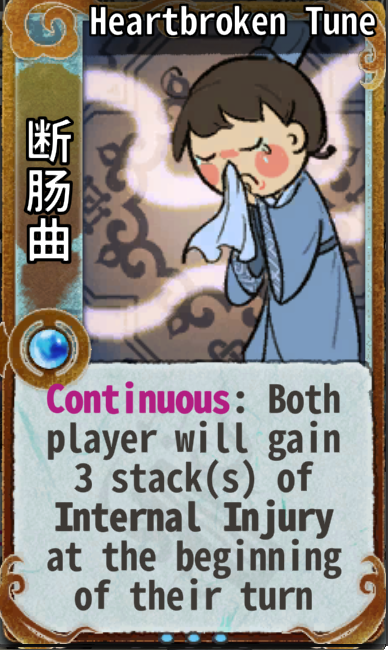 Heartbroken Tune
断肠曲
Continuous: Both
player will gain
3 stack(s) of
Internal Injury
at the beginning
of their turn